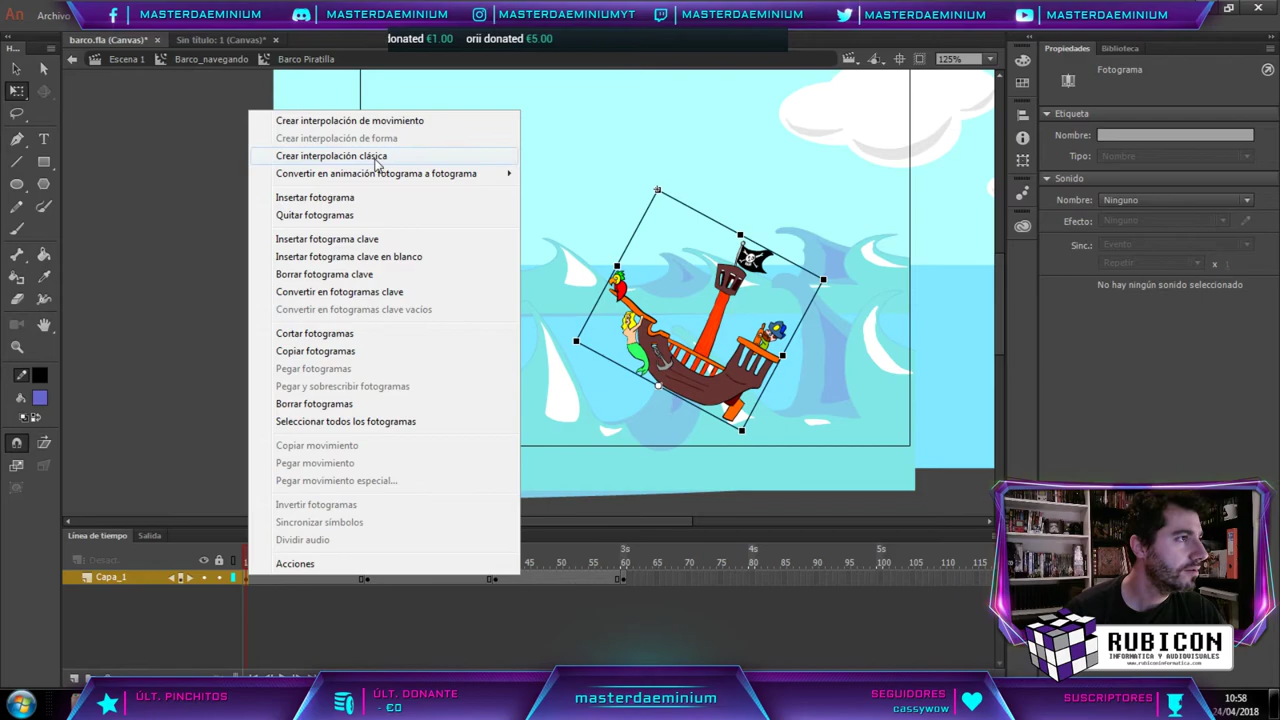 An Archivo
MASTERDAEMINIUM MASTERDAEMINIUM MASTERDAEMINIUMYT MASTERDAEMINIUM MASTERDAEMINIUM MASTERDAEMINIUM
barco.fla (Canvas)* × Sin título: 1 (Canvas)* ×
donated €1.00 orii donated €5.00
Escena 1 Barco_navegando Barco Piratilla 125%
Propiedades Biblioteca
Fotograma
Etiqueta
Nombre:
Tipo: Nombre
Sonido
Nombre: Ninguno
Efecto: Ninguno
Sinc.: Evento
Repetir x 1
No hay ningún sonido seleccionado
Crear interpolación de movimiento
Crear interpolación de forma
Crear interpolación clásica
Convertir en animación fotograma a fotograma
Insertar fotograma
Quitar fotogramas
Insertar fotograma clave
Insertar fotograma clave en blanco
Borrar fotograma clave
Convertir en fotogramas clave
Convertir en fotogramas clave vacíos
Cortar fotogramas
Copiar fotogramas
Pegar fotogramas
Pegar y sobrescribir fotogramas
Borrar fotogramas
Seleccionar todos los fotogramas
Copiar movimiento
Pegar movimiento
Pegar movimiento especial...
Invertir fotogramas
Sincronizar símbolos
Dividir audio
Acciones
Línea de tiempo Salida
3s 4s 5s
1 45 50 55 60 65 70 75 80 85 90 95 100 105 110 115
Capa_1
RUBICON
INFORMATICA Y AUDIOVISUALES
www.rubiconinformatica.com
ÚLT. PINCHITOS
ÚLT. DONANTE
- €0
masterdaeminium
SEGUIDORES
cassywow
SUSCRIPTORES
10:58
24/04/2018